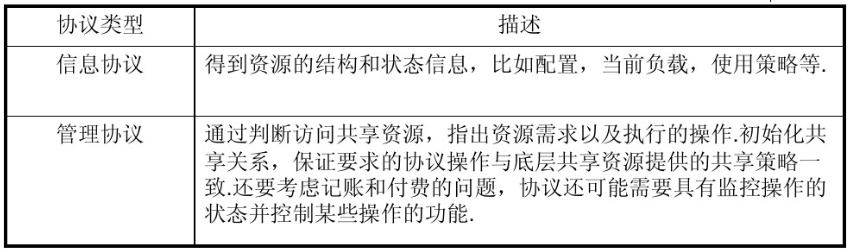 协议类型
描述
信息协议
得到资源的结构和状态信息，比如配置，当前负载，使用策略等.
管理协议
通过判断访问共享资源，指出资源需求以及执行的操作.初始化共
享关系，保证要求的协议操作与底层共享资源提供的共享策略一
致.还要考虑记账和付费的问题，协议还可能需要具有监控操作的
状态并控制某些操作的功能.